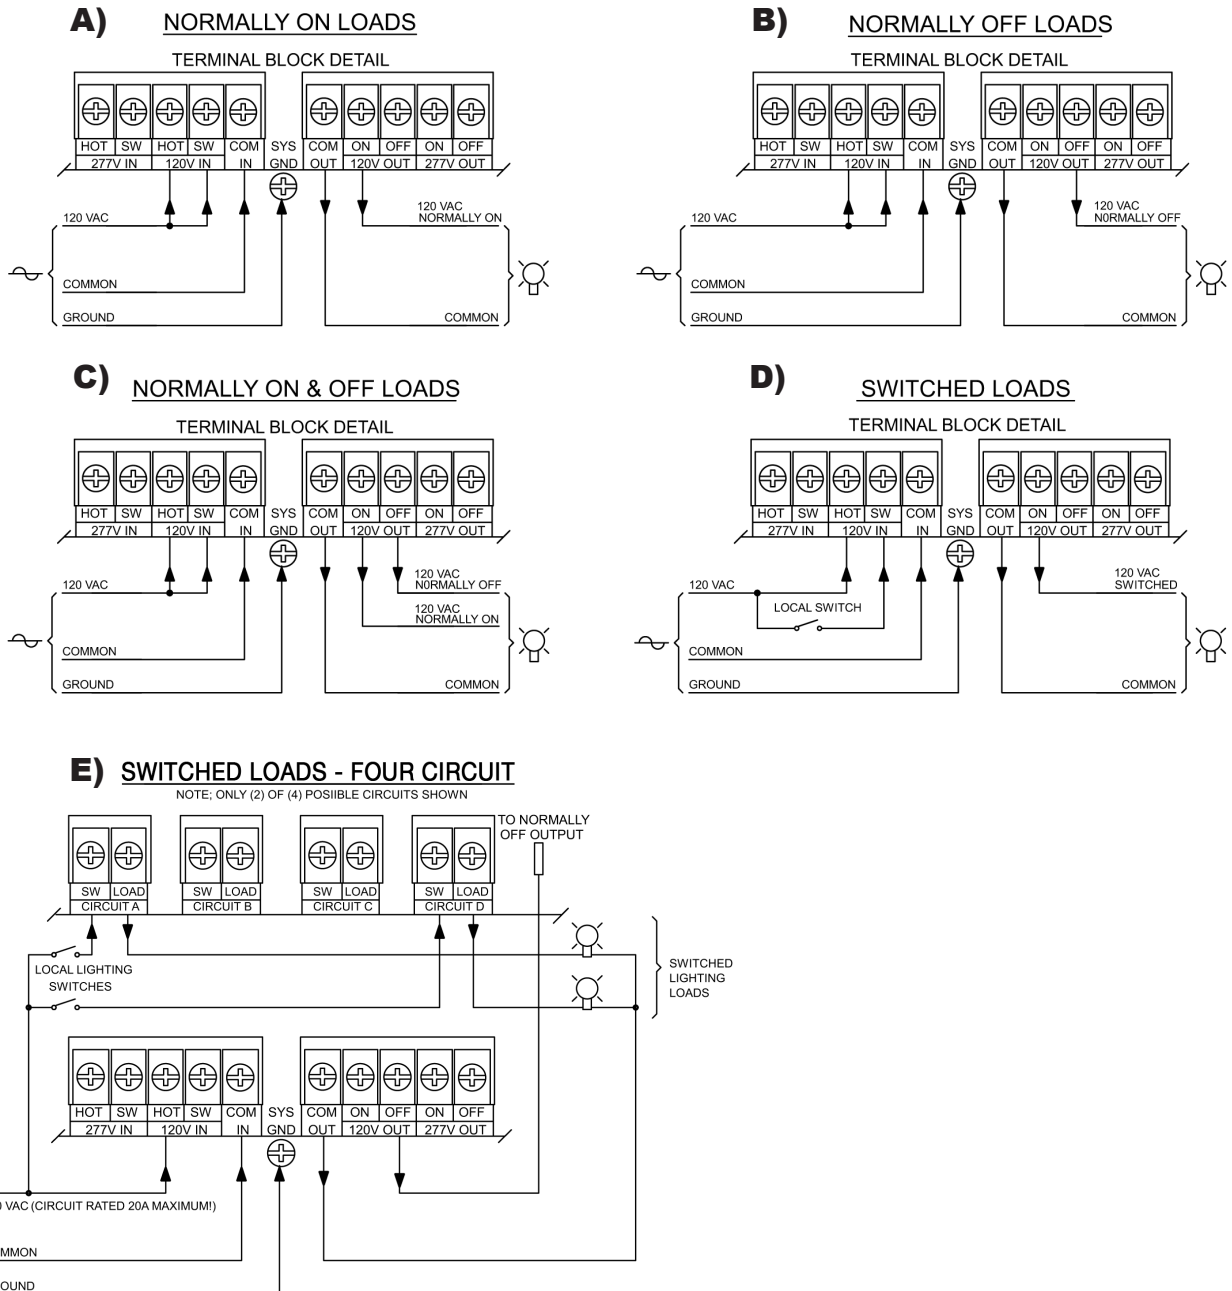 A) NORMALLY ON LOADS
TERMINAL BLOCK DETAIL
HOT SW HOT SW COM SYS COM ON OFF ON OFF
277V IN 120V IN IN GND OUT 120V OUT 277V OUT
120 VAC
120 VAC
NORMALLY ON
COMMON
GROUND
COMMON
B) NORMALLY OFF LOADS
TERMINAL BLOCK DETAIL
HOT SW HOT SW COM SYS COM ON OFF ON OFF
277V IN 120V IN IN GND OUT 120V OUT 277V OUT
120 VAC
120 VAC
N0RMALLY OFF
COMMON
GROUND
COMMON
C) NORMALLY ON & OFF LOADS
TERMINAL BLOCK DETAIL
HOT SW HOT SW COM SYS COM ON OFF ON OFF
277V IN 120V IN IN GND OUT 120V OUT 277V OUT
120 VAC
120 VAC
N0RMALLY OFF
120 VAC
NORMALLY ON
COMMON
GROUND
COMMON
D) SWITCHED LOADS
TERMINAL BLOCK DETAIL
HOT SW HOT SW COM SYS COM ON OFF ON OFF
277V IN 120V IN IN GND OUT 120V OUT 277V OUT
120 VAC
LOCAL SWITCH
120 VAC
SWITCHED
COMMON
GROUND
COMMON
E) SWITCHED LOADS - FOUR CIRCUIT
NOTE; ONLY (2) OF (4) POSIIBLE CIRCUITS SHOWN
TO NORMALLY
OFF OUTPUT
SW LOAD SW LOAD SW LOAD SW LOAD
CIRCUIT A CIRCUIT B CIRCUIT C CIRCUIT D
LOCAL LIGHTING
SWITCHES
SWITCHED
LIGHTING
LOADS
HOT SW HOT SW COM SYS COM ON OFF ON OFF
277V IN 120V IN IN GND OUT 120V OUT 277V OUT
0 VAC (CIRCUIT RATED 20A MAXIMUM!)
MMON
OUND